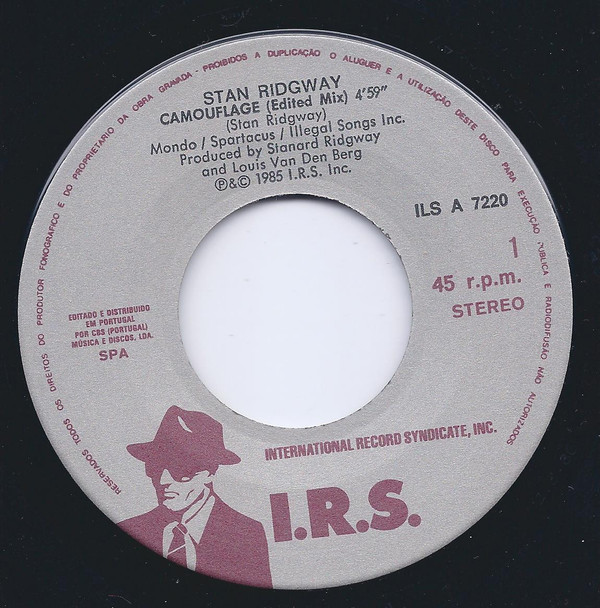 RESERVADOS TODOS OS DIREITOS DO PRODUTOR FONOGRÁFICO E DO PROPRIETÁRIO DA OBRA GRAVADA - PROIBIDOS A DUPLICAÇÃO O ALUGUER E A UTILIZAÇÃO DESTE DISCO PARA EXECUÇÃO PÚBLICA E RADIODIFUSÃO NÃO AUTORIZADOS
STAN RIDGWAY
CAMOUFLAGE (Edited Mix) 4'59"
(Stan Ridgway)
Mondo / Spartacus / Illegal Songs Inc.
Produced by Stanard Ridgway
and Louis Van Den Berg
℗&© 1985 I.R.S. Inc.
ILS A 7220
1
45 r.p.m.
STEREO
EDITADO E DISTRIBUIDO
EM PORTUGAL
POR CBS (PORTUGAL)
MÚSICA E DISCOS, LDA.
SPA
INTERNATIONAL RECORD SYNDICATE, INC.
I.R.S.